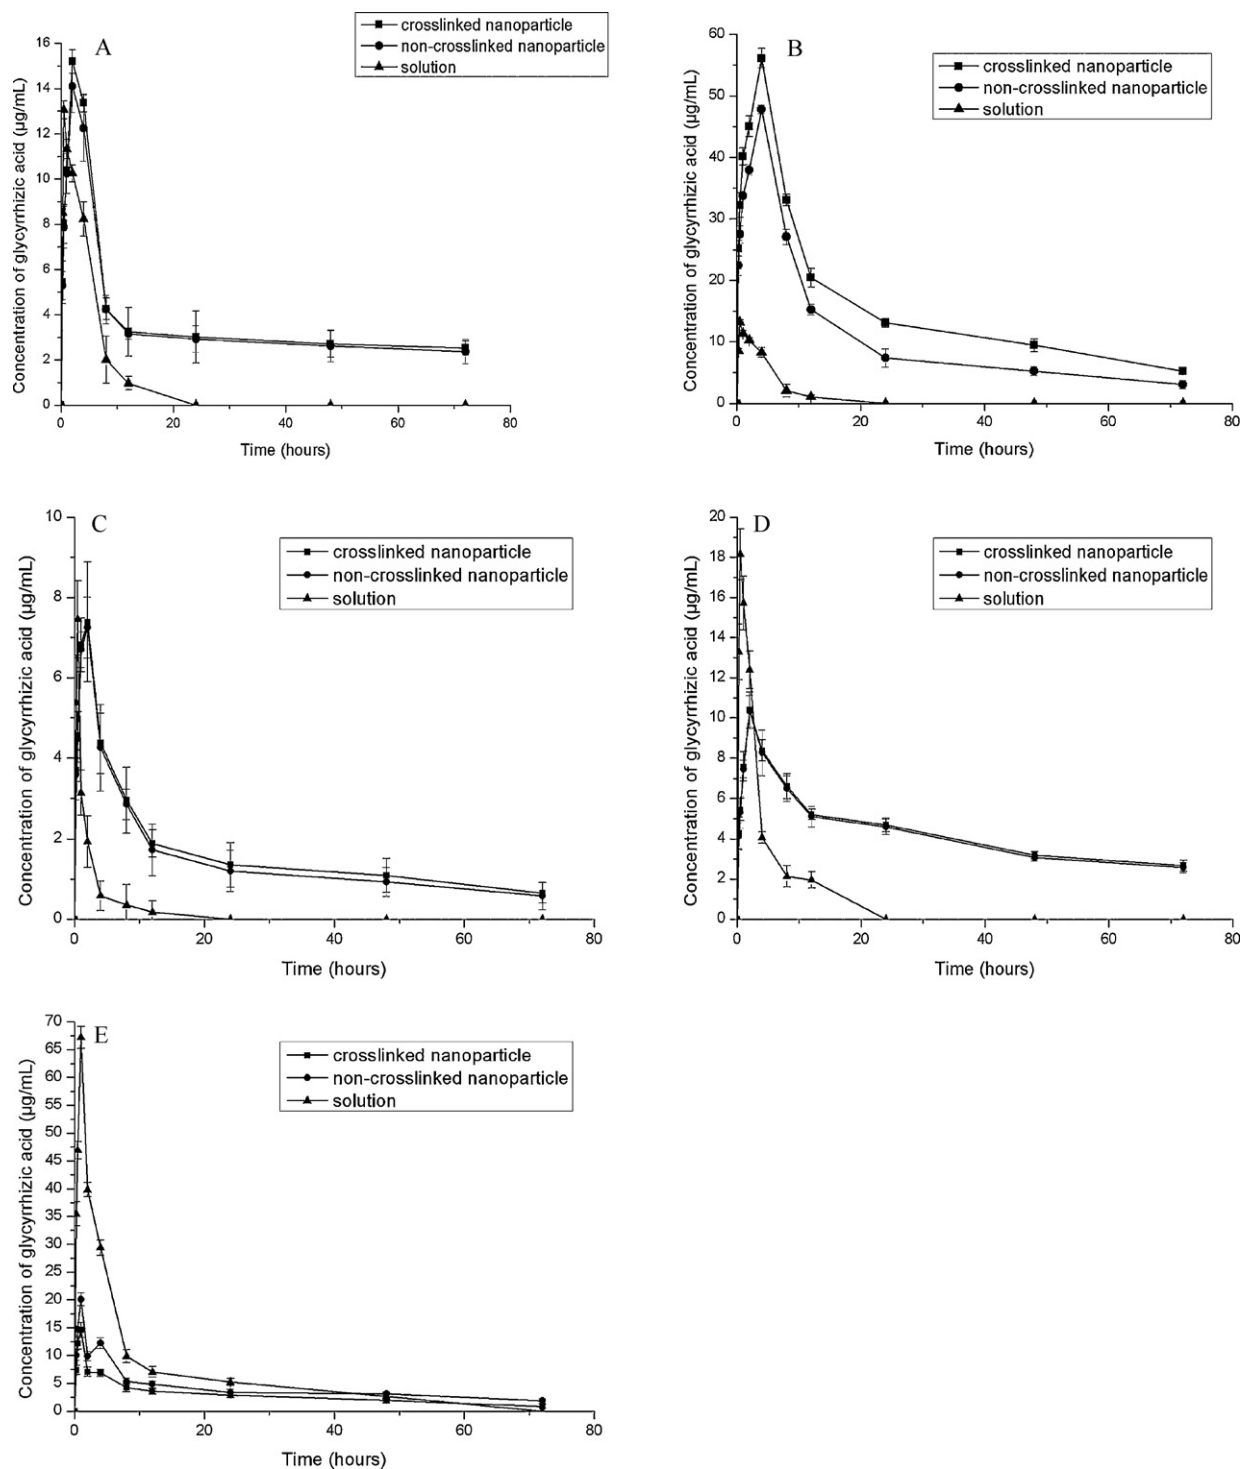 A
crosslinked nanoparticle
non-crosslinked nanoparticle
solution
Concentration of glycyrrhizic acid (µg/mL)
16
14
12
10
8
6
4
2
0
0 20 40 60 80
Time (hours)
B
crosslinked nanoparticle
non-crosslinked nanoparticle
solution
Concentration of glycyrrhizic acid (µg/mL)
60
50
40
30
20
10
0
0 20 40 60 80
Time (hours)
C
crosslinked nanoparticle
non-crosslinked nanoparticle
solution
Concentration of glycyrrhizic acid (µg/mL)
10
8
6
4
2
0
0 20 40 60 80
Time (hours)
D
crosslinked nanoparticle
non-crosslinked nanoparticle
solution
Concentration of glycyrrhizic acid (µg/mL)
20
18
16
14
12
10
8
6
4
2
0
0 20 40 60 80
Time (hours)
E
crosslinked nanoparticle
non-crosslinked nanoparticle
solution
Concentration of glycyrrhizic acid (µg/mL)
70
65
60
55
50
45
40
35
30
25
20
15
10
5
0
0 20 40 60 80
Time (hours)